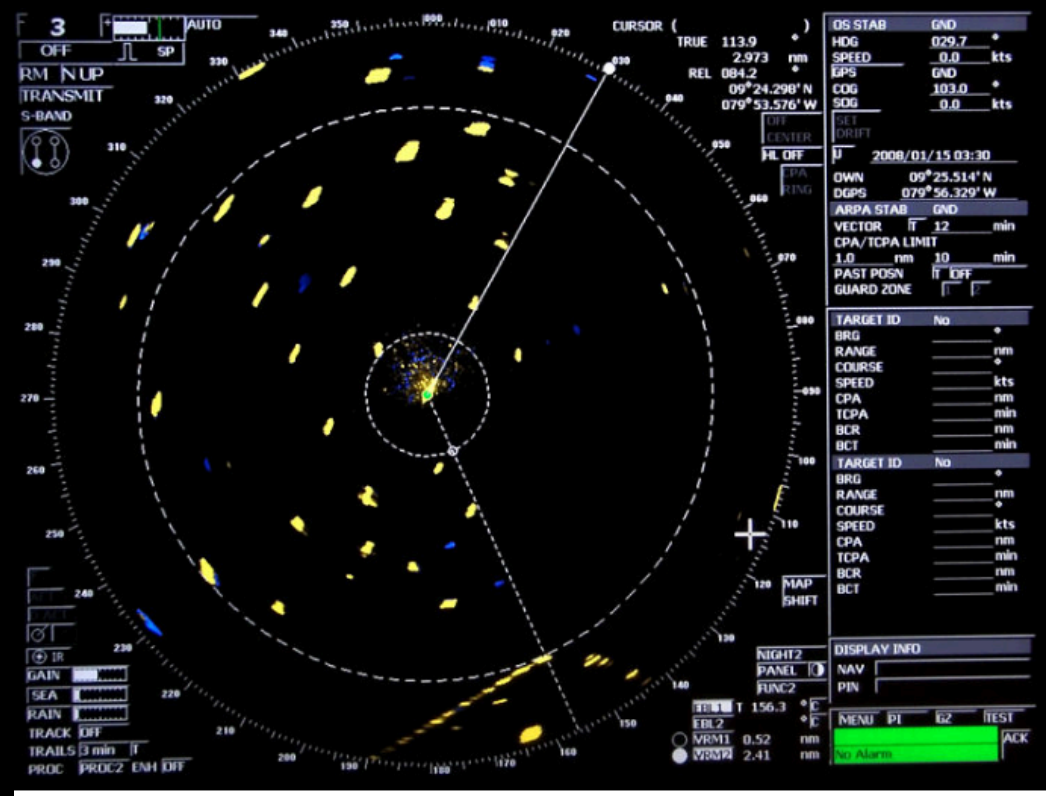 3
AUTO
OFF SP
RM N UP
TRANSMIT
S-BAND
CURSOR ( )
TRUE 113.9 °
2.973 nm
REL 084.2 °
09°24.298'N
079°53.576'W
OFF
CENTER
HL OFF
CPA
RING
000
010
020
030
040
050
060
070
080
090
100
110
120
130
140
150
160
170
180
190
200
210
220
230
240
250
260
270
280
290
300
310
320
330
340
350
OS STAB GND
HDG 029.7 °
SPEED 0.0 kts
GPS GND
COG 103.0 °
SOG 0.0 kts
SET
DRIFT
U 2008/01/15 03:30
OWN 09°25.514'N
DGPS 079°56.329'W
ARPA STAB GND
VECTOR T 12 min
CPA/TCPA LIMIT
1.0 nm 10 min
PAST POSN T OFF
GUARD ZONE 1 2
TARGET ID No
BRG °
RANGE nm
COURSE °
SPEED kts
CPA nm
TCPA min
BCR nm
BCT min
TARGET ID No
BRG °
RANGE nm
COURSE °
SPEED kts
CPA nm
TCPA min
BCR nm
BCT min
MAP
SHIFT
IR
GAIN
SEA
RAIN
TRACK OFF
TRAILS 3 min T
PROC PROC2 ENH OFF
NIGHT2
PANEL
FUNC2
EBL1 T 156.3 ° C
EBL2 ° C
VRM1 0.52 nm
VRM2 2.41 nm
DISPLAY INFO
NAV
PIN
MENU PI G2 TEST
ACK
No Alarm